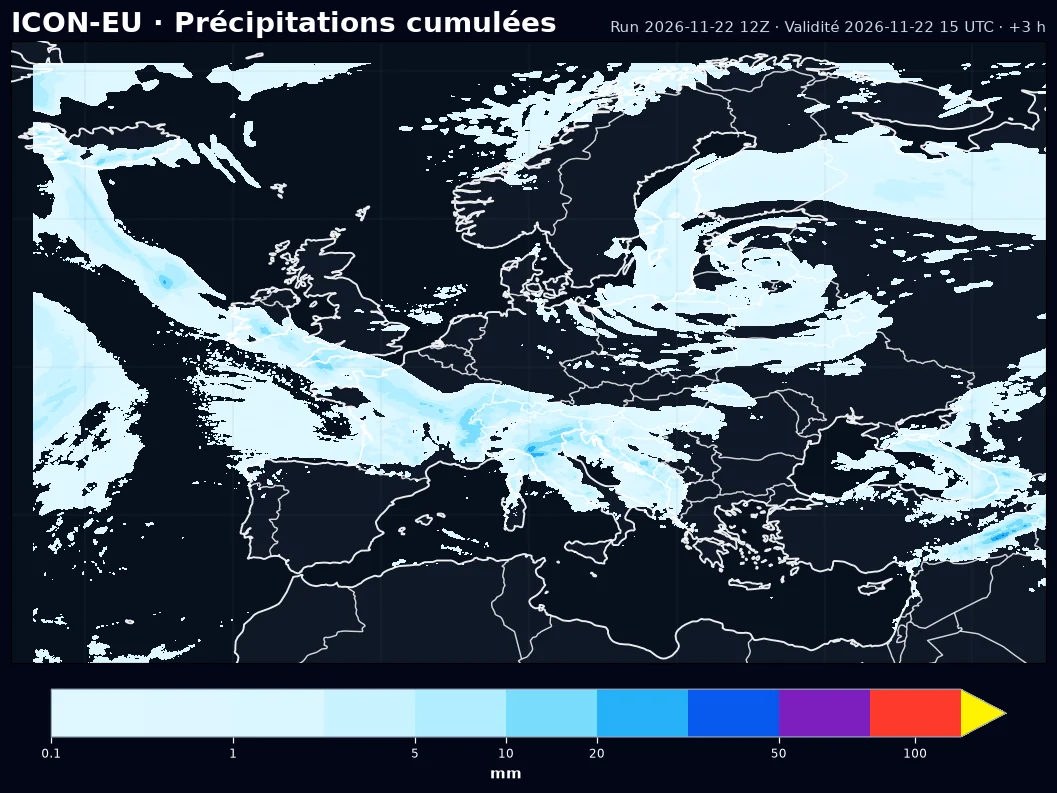 ICON-EU · Précipitations cumulées
Run 2026-11-22 12Z · Validité 2026-11-22 15 UTC · +3 h
0.1 1 5 10 20 50 100
mm